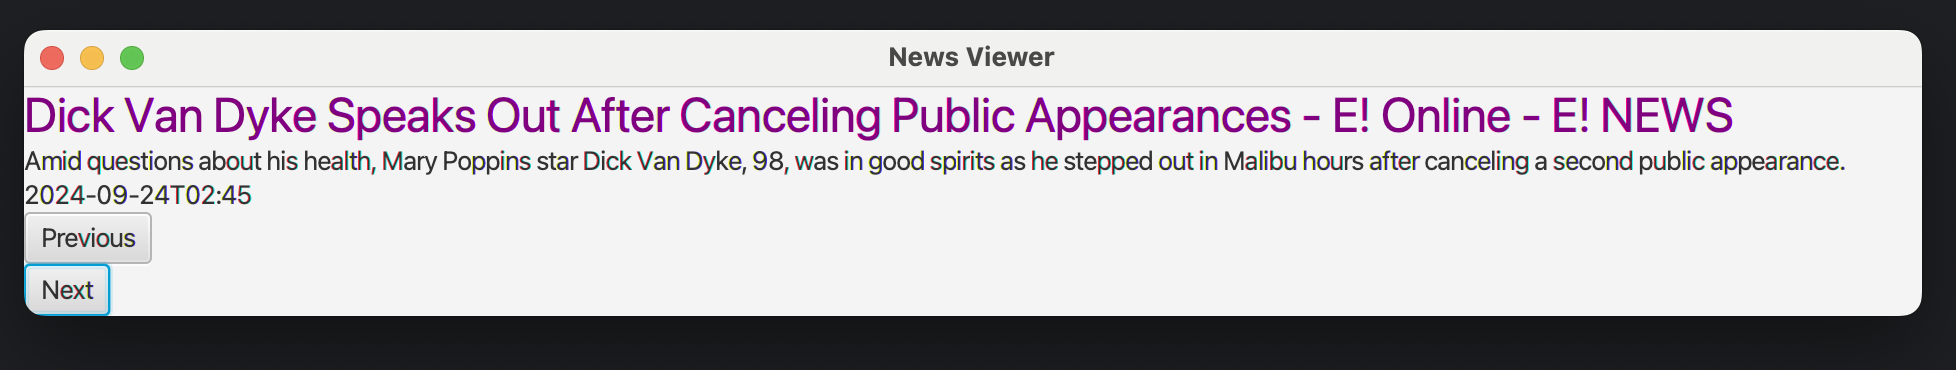 News Viewer
Dick Van Dyke Speaks Out After Canceling Public Appearances - E! Online - E! NEWS
Amid questions about his health, Mary Poppins star Dick Van Dyke, 98, was in good spirits as he stepped out in Malibu hours after canceling a second public appearance.
2024-09-24T02:45
Previous
Next